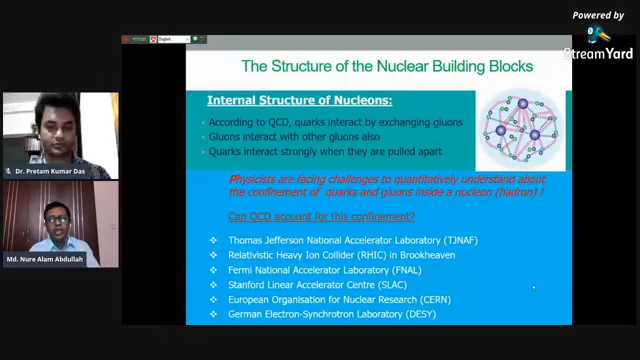 Powered by
StreamYard
English
The Structure of the Nuclear Building Blocks
Internal Structure of Nucleons:
According to QCD, quarks interact by exchanging gluons
Gluons interact with other gluons also
Quarks interact strongly when they are pulled apart
Physicists are facing challenges to quantitatively understand about
the confinement of quarks and gluons inside a nucleon (hadron) !
Can QCD account for this confinement?
Thomas Jefferson National Accelerator Laboratory (TJNAF)
Relativistic Heavy Ion Collider (RHIC) in Brookheaven
Fermi National Accelerator Laboratory (FNAL)
Stanford Linear Accelerator Centre (SLAC)
European Organisation for Nuclear Research (CERN)
German Electron-Synchrotron Laboratory (DESY)
Dr. Pretam Kumar Das
Md. Nure Alam Abdullah